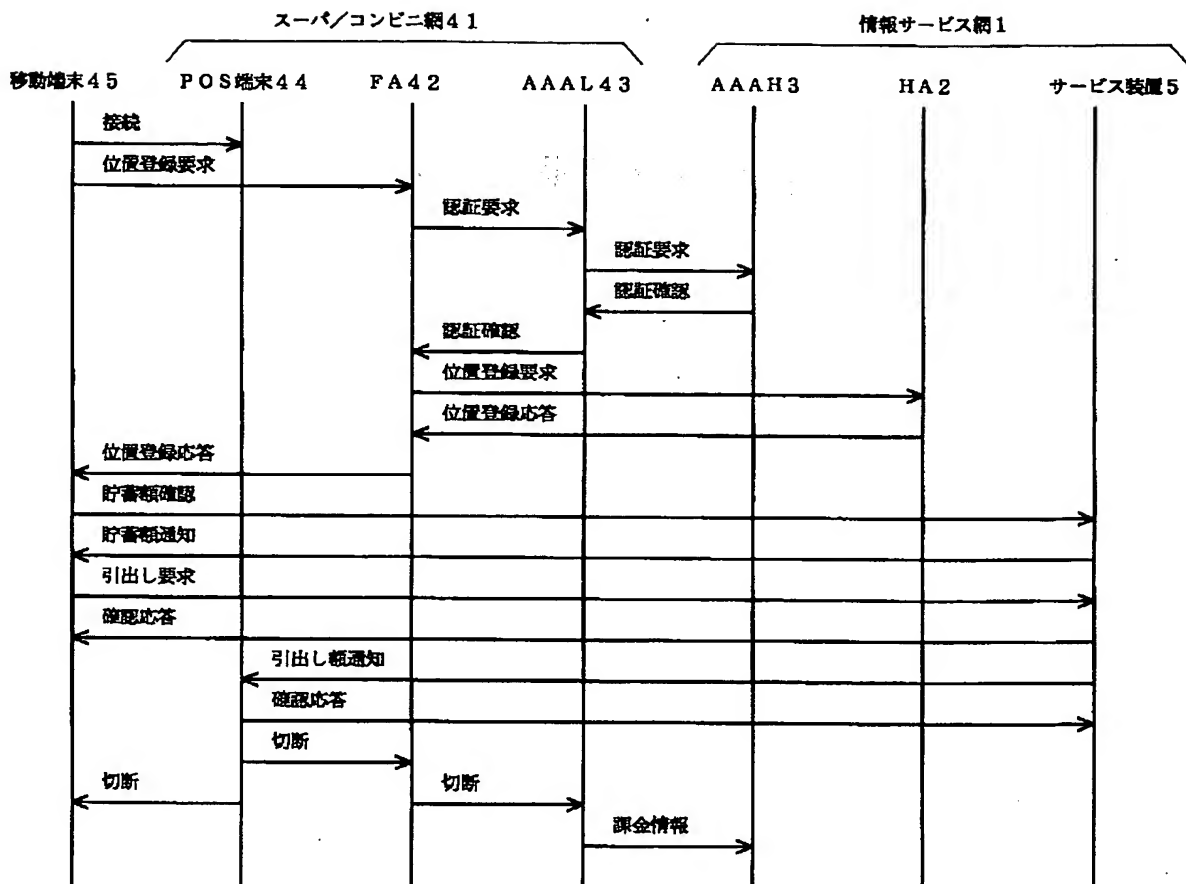 スーパ/コンビニ網41
情報サービス網1
移動端末45 POS端末44 FA42 AAAL43 AAAH3 HA2 サービス装置5
接続
位置登録要求
認証要求
認証要求
認証確認
認証確認
位置登録要求
位置登録応答
位置登録応答
貯蓄額確認
貯蓄額通知
引出し要求
確認応答
引出し額通知
確認応答
切断
切断 切断
課金情報